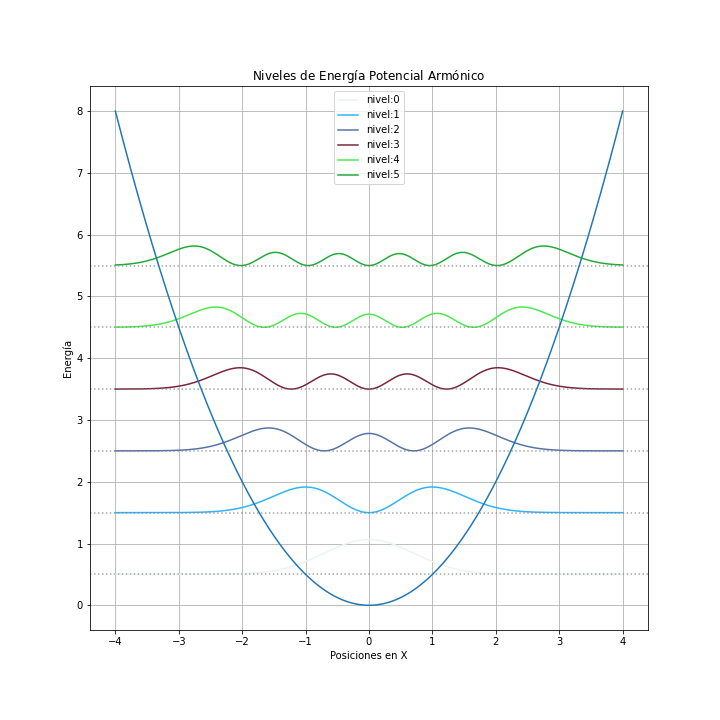 Niveles de Energía Potencial Armónico
nivel:0
nivel:1
nivel:2
nivel:3
nivel:4
nivel:5
8
7
6
5
4
3
2
1
0
Energía
−4
−3
−2
−1
0
1
2
3
4
Posiciones en X